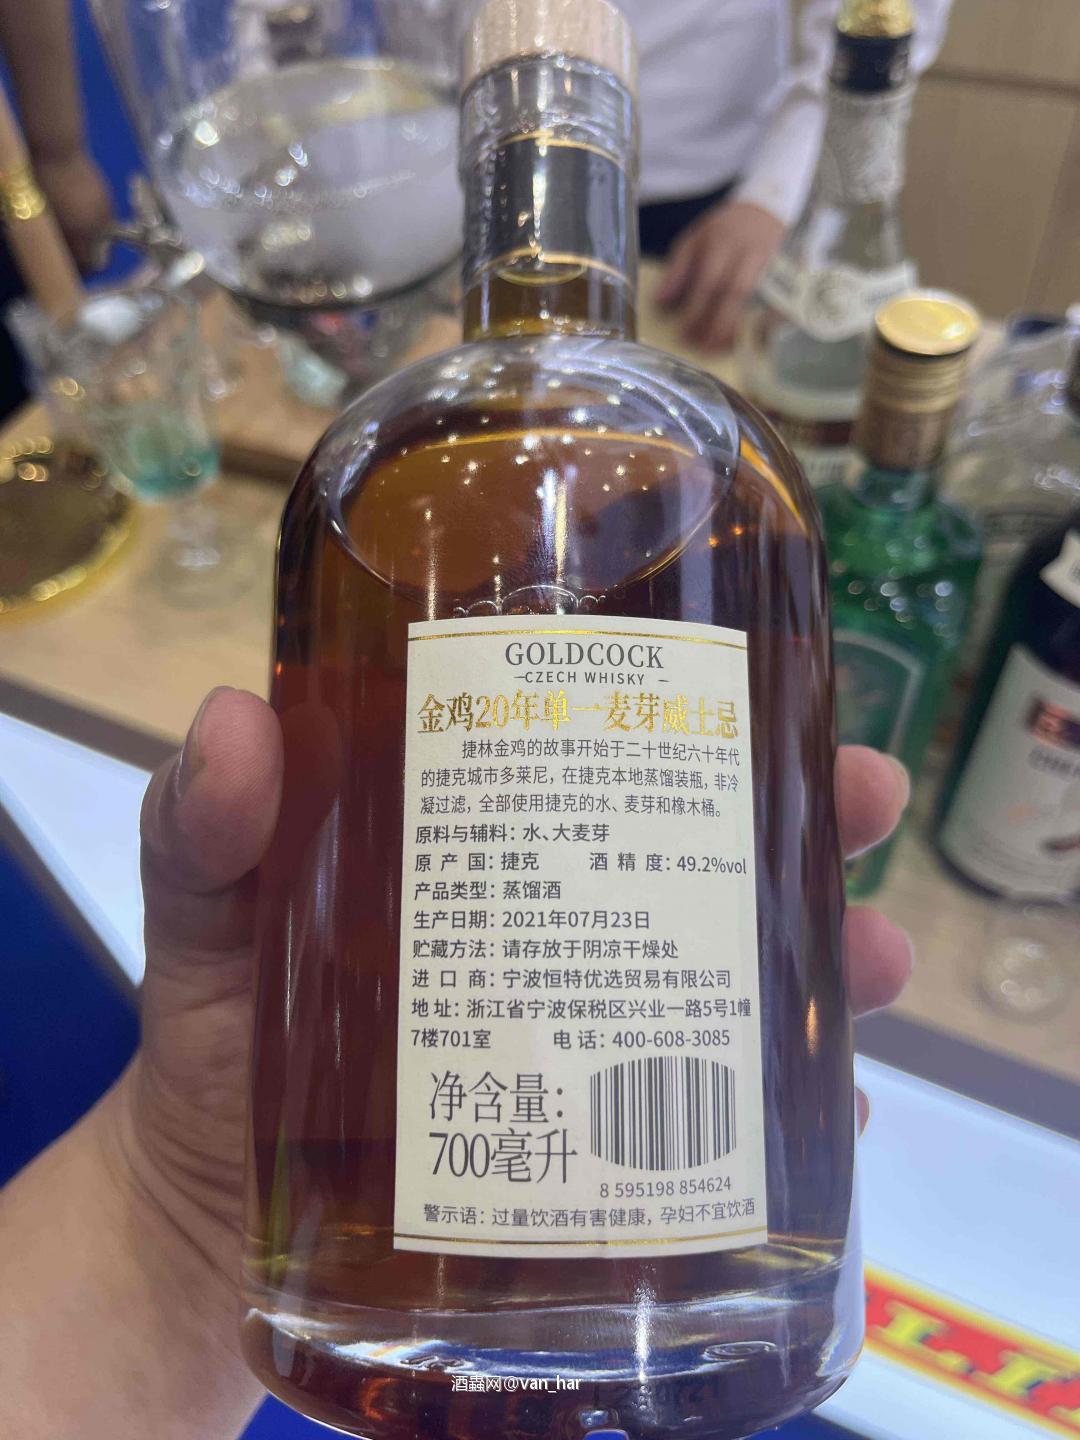 GOLDCOCK
CZECH WHISKY
金鸡20年单一麦芽威士忌
捷林金鸡的故事开始于二十世纪六十年代
的捷克城市多莱尼，在捷克本地蒸馏装瓶，非冷
凝过滤，全部使用捷克的水、麦芽和橡木桶。
原料与辅料：水、大麦芽
原 产 国：捷克 酒 精 度：49.2%vol
产品类型：蒸馏酒
生产日期：2021年07月23日
贮藏方法：请存放于阴凉干燥处
进 口 商：宁波恒特优选贸易有限公司
地 址：浙江省宁波保税区兴业一路5号1幢
7楼701室 电 话：400-608-3085
净含量：
700毫升
8 595198 854624
警示语：过量饮酒有害健康，孕妇不宜饮酒
酒蟲网@van_har